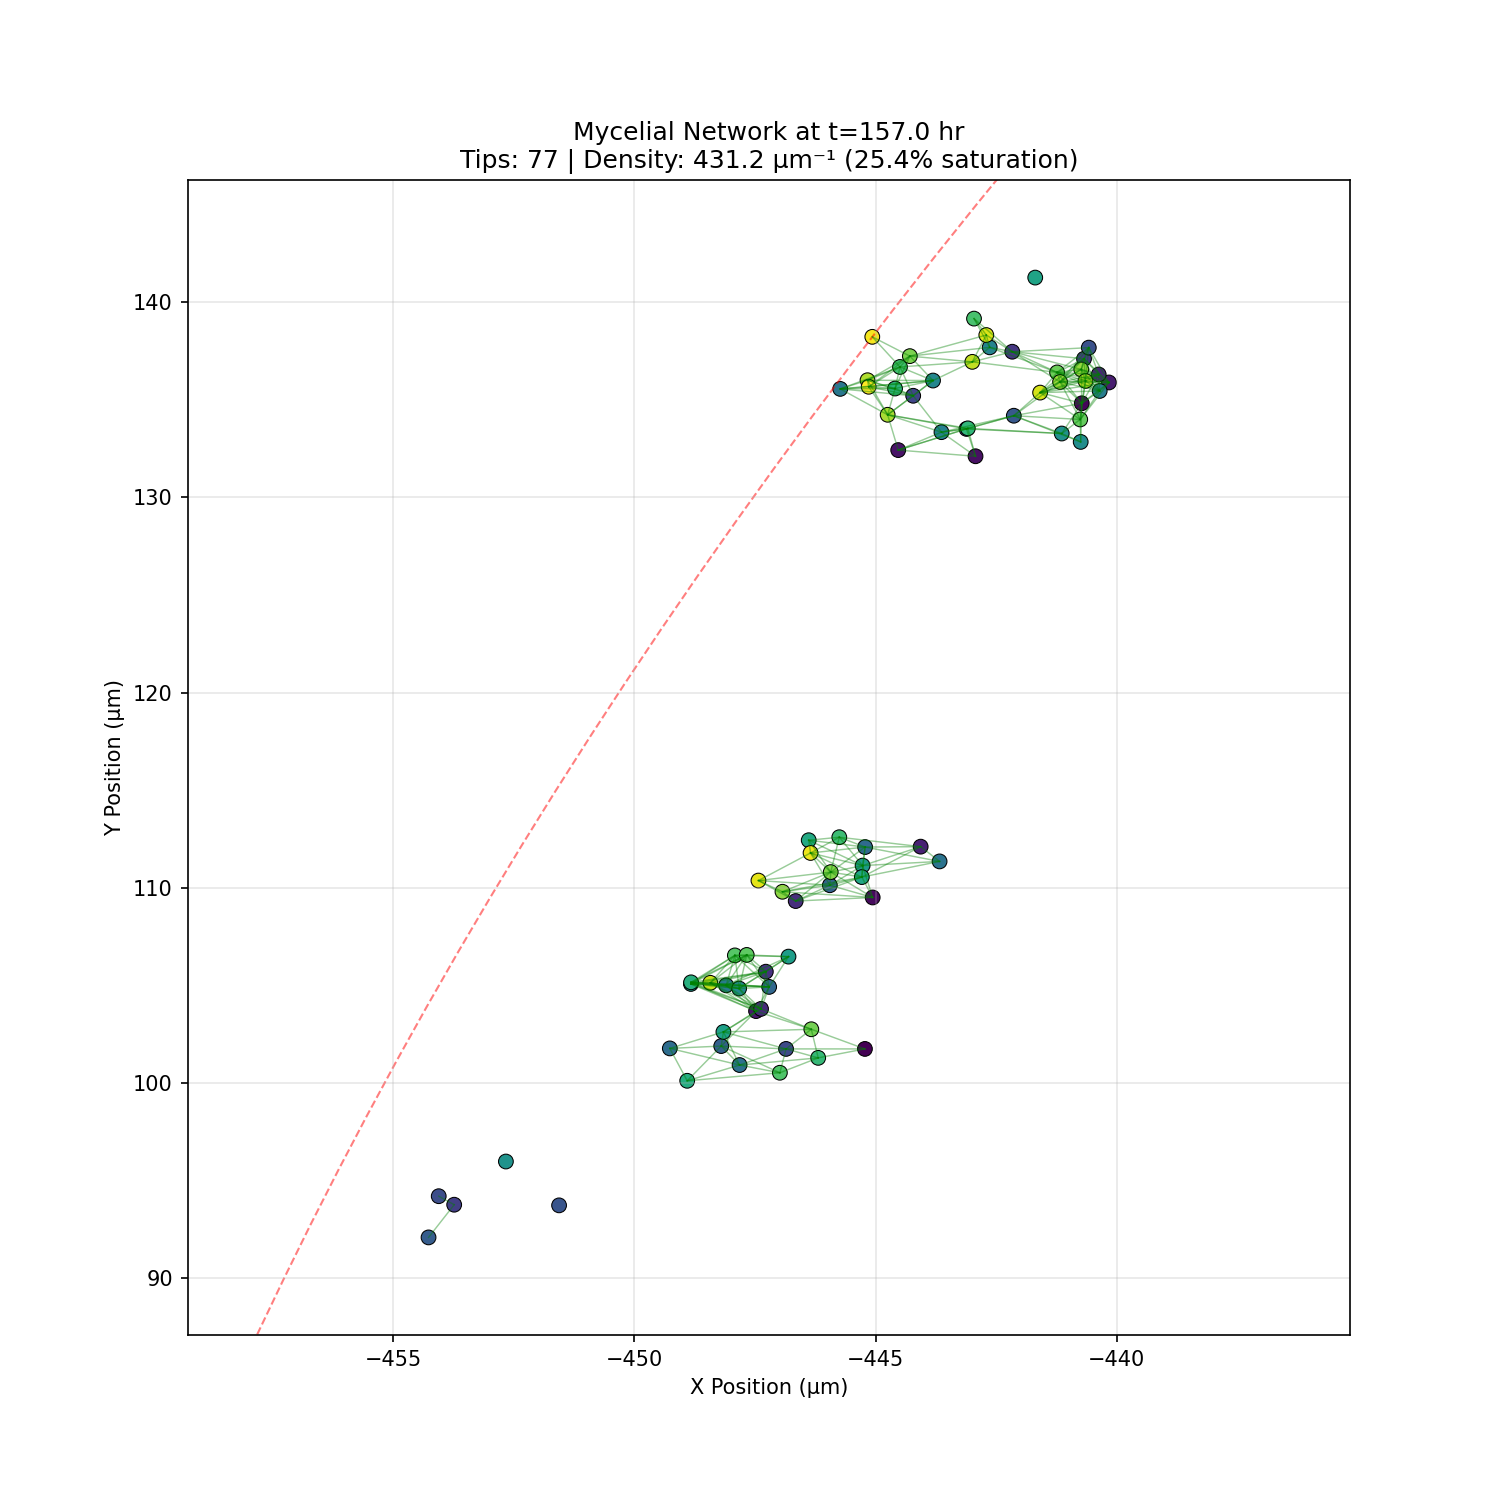 Mycelial Network at t=157.0 hr
Tips: 77 | Density: 431.2 µm⁻¹ (25.4% saturation)
140
130
120
110
100
90
Y Position (µm)
−455
−450
−445
−440
X Position (µm)